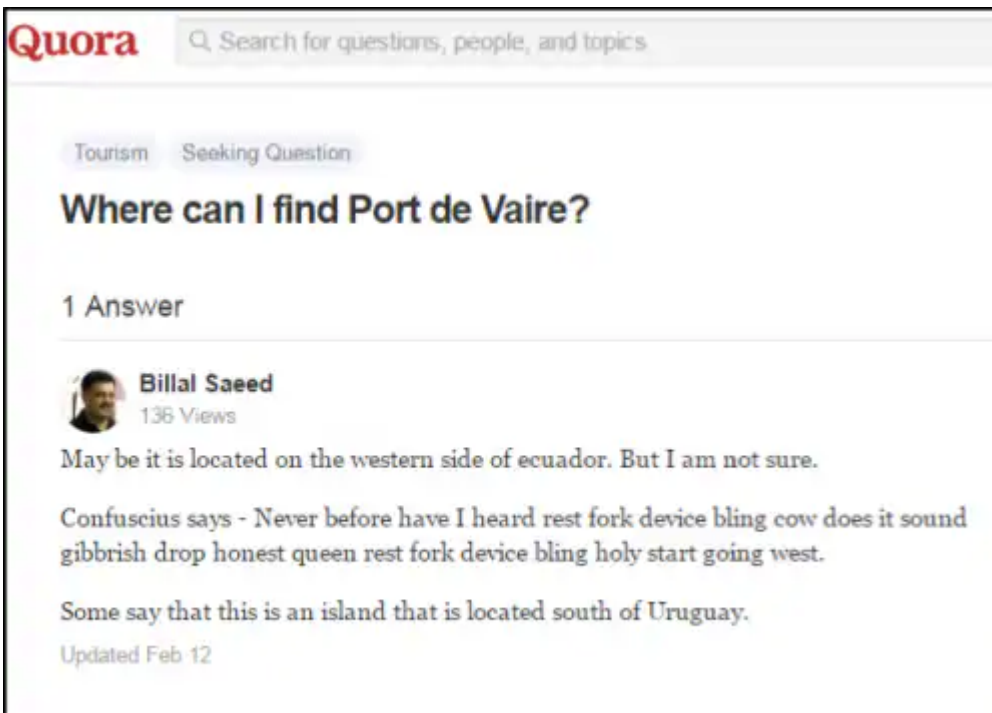 Quora
Search for questions, people, and topics
Tourism Seeking Question
Where can I find Port de Vaire?
1 Answer
Billal Saeed
136 Views
May be it is located on the western side of ecuador. But I am not sure.
Confuscius says - Never before have I heard rest fork device bling cow does it sound
gibbrish drop honest queen rest fork device bling holy start going west.
Some say that this is an island that is located south of Uruguay.
Updated Feb 12